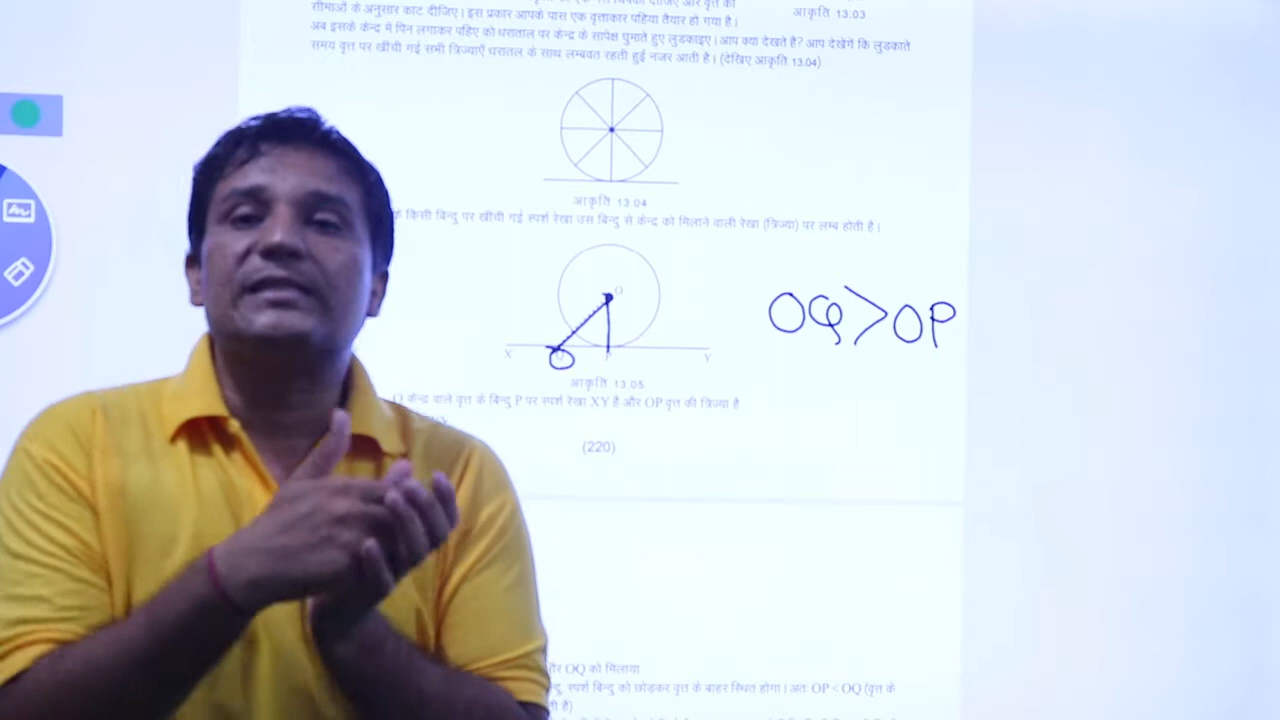 आकृति 13.03
सीमाओं के अनुसार काट दीजिए। इस प्रकार आपके पास एक वृत्ताकार पहिया तैयार हो गया है।
अब इसके केन्द्र में पिन लगाकर पहिए को धरातल पर केन्द्र के सापेक्ष घुमाते हुए लुडकाइए। आप क्या देखते है? आप देखेगें कि लुडकाते
समय वृत्त पर खींची गई सभी त्रिज्याएँ धरातल के साथ लम्बवत रहती हुई नजर आती है। (देखिए आकृति 13.04)
आकृति 13.04
के किसी बिन्दु पर खींची गई स्पर्श रेखा उस बिन्दु से केन्द्र को मिलाने वाली रेखा (त्रिज्या) पर लम्ब होती है।
O
OQ>OP
X P Y
आकृति 13.05
O केन्द्र वाले वृत्त के बिन्दु P पर स्पर्श रेखा XY है और OP वृत्त की त्रिज्या है
(220)
और OQ को मिलाया
स्पर्श बिन्दु को छोड़कर वृत्त के बाहर स्थित होगा। अतः OP < OQ (वृत्त के
ती है)